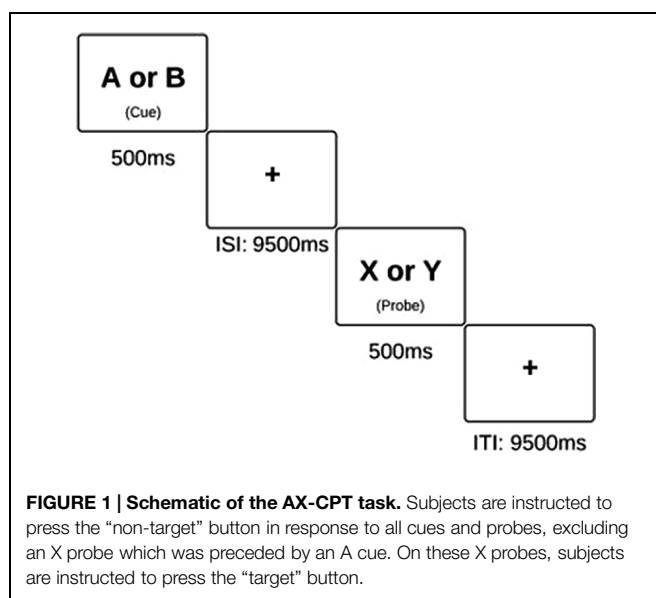 A or B
(Cue)
500ms
+
ISI: 9500ms
X or Y
(Probe)
500ms
+
ITI: 9500ms
FIGURE 1 | Schematic of the AX-CPT task. Subjects are instructed to
press the “non-target” button in response to all cues and probes, excluding
an X probe which was preceded by an A cue. On these X probes, subjects
are instructed to press the “target” button.